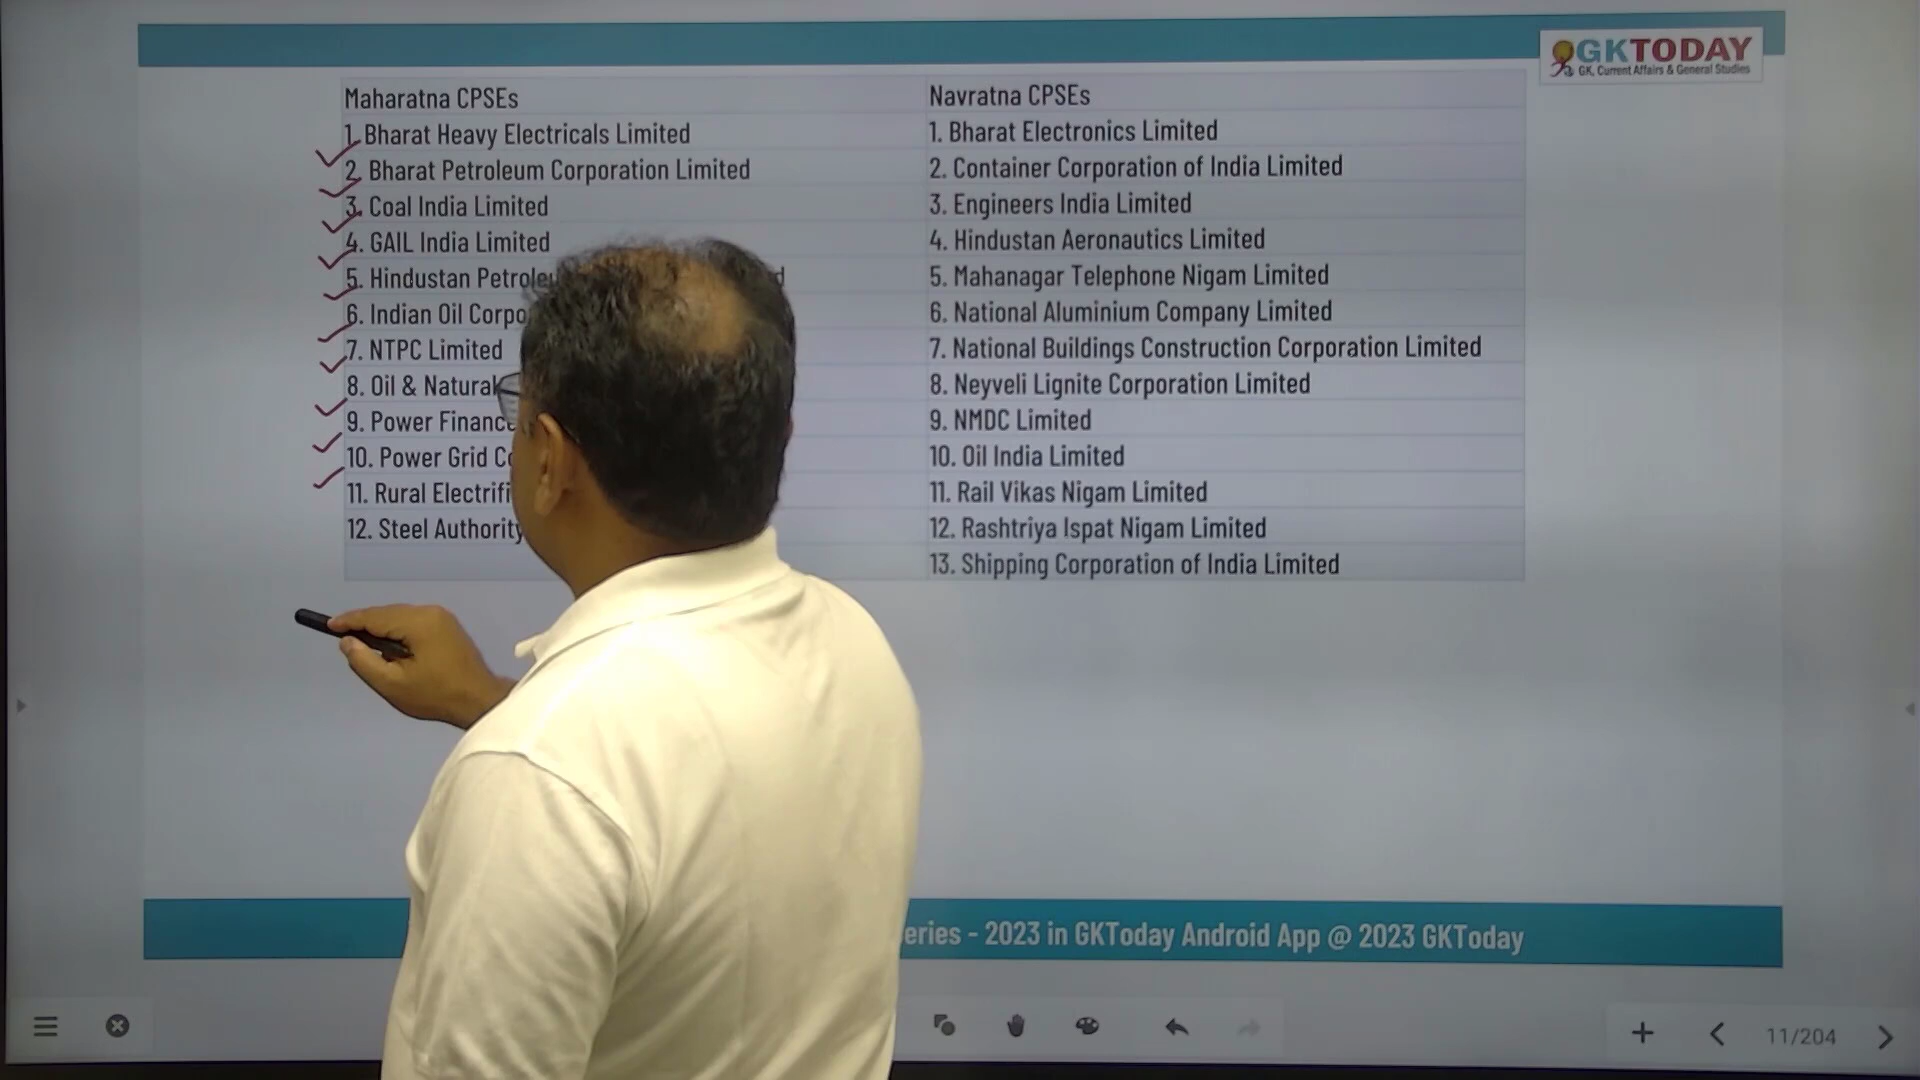 GKTODAY
GK, Current Affairs & General Studies
Maharatna CPSEs
1. Bharat Heavy Electricals Limited
2. Bharat Petroleum Corporation Limited
3. Coal India Limited
4. GAIL India Limited
5. Hindustan
6. Indian Oil
7. NTPC Limited
8. Oil & Natural
9. Power Finance
10. Power Grid
11. Rural
12. Steel Authority
Navratna CPSEs
1. Bharat Electronics Limited
2. Container Corporation of India Limited
3. Engineers India Limited
4. Hindustan Aeronautics Limited
5. Mahanagar Telephone Nigam Limited
6. National Aluminium Company Limited
7. National Buildings Construction Corporation Limited
8. Neyveli Lignite Corporation Limited
9. NMDC Limited
10. Oil India Limited
11. Rail Vikas Nigam Limited
12. Rashtriya Ispat Nigam Limited
13. Shipping Corporation of India Limited
eries - 2023 in GKToday Android App @ 2023 GKToday
11/204